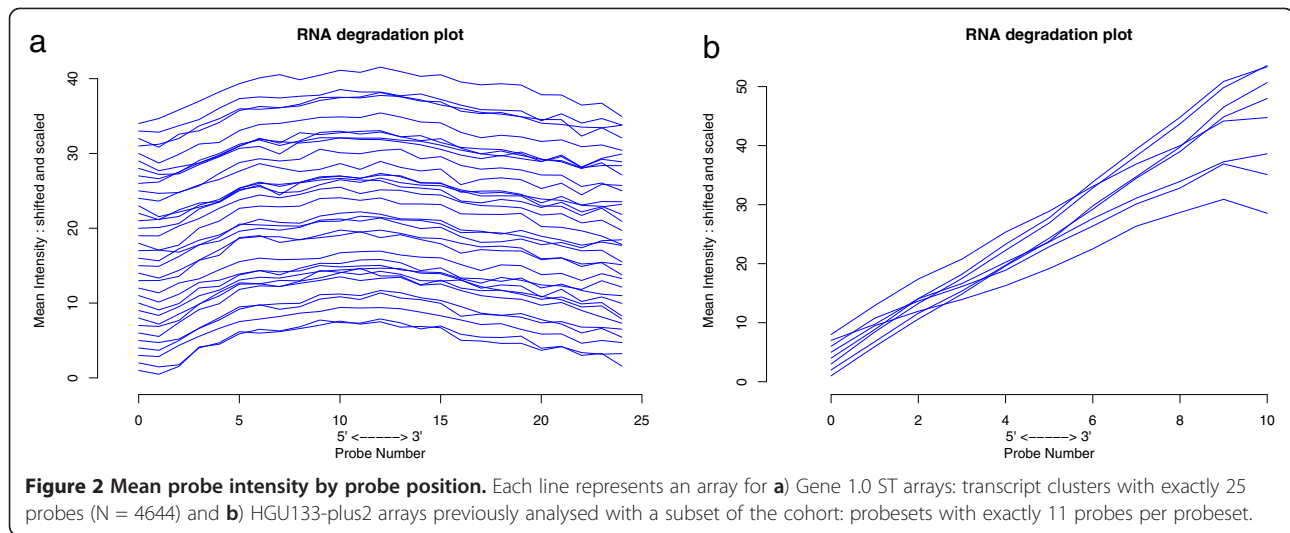 a
RNA degradation plot
Mean Intensity : shifted and scaled
40
30
20
10
0
0 5 10 15 20 25
5' <-----> 3'
Probe Number
b
RNA degradation plot
Mean Intensity : shifted and scaled
50
40
30
20
10
0
0 2 4 6 8 10
5' <-----> 3'
Probe Number
Figure 2 Mean probe intensity by probe position. Each line represents an array for a) Gene 1.0 ST arrays: transcript clusters with exactly 25
probes (N = 4644) and b) HGU133-plus2 arrays previously analysed with a subset of the cohort: probesets with exactly 11 probes per probeset.